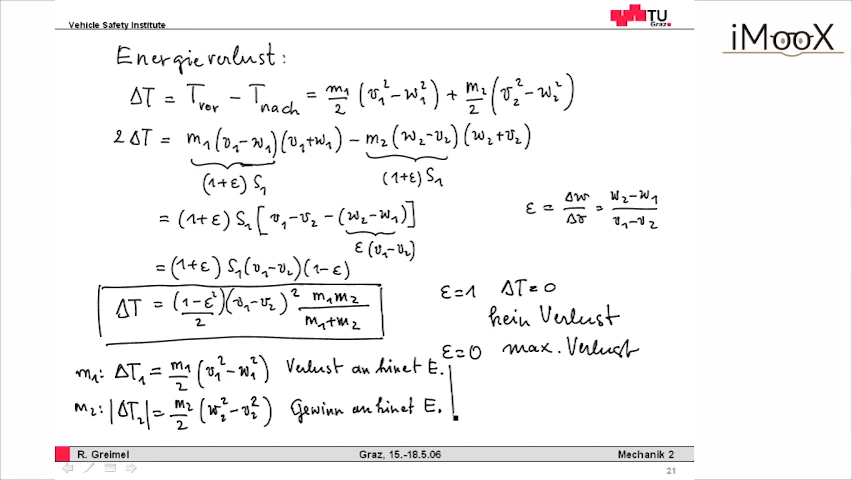 Vehicle Safety Institute
TU
Graz
iMooX
Energieverlust:
ΔT = T_vor − T_nach = m₁/2 (v₁² − w₁²) + m₂/2 (v₂² − w₂²)
2ΔT = m₁(v₁−w₁)(v₁+w₁) − m₂(w₂−v₂)(w₂+v₂)
(1+ε) S₁ (1+ε) S₁
= (1+ε) S₁ [v₁−v₂ − (w₂−w₁)]
ε(v₁−v₂)
ε = Δw/Δv = (w₂−w₁)/(v₁−v₂)
= (1+ε) S₁(v₁−v₂)(1−ε)
ΔT = (1−ε²)/2 (v₁−v₂)² m₁m₂/(m₁+m₂)
ε=1 ΔT=0
kein Verlust
ε=0 max. Verlust
m₁: ΔT₁ = m₁/2 (v₁² − w₁²) Verlust an kinet E.
m₂: |ΔT₂| = m₂/2 (w₂² − v₂²) Gewinn an kinet E.
R. Greimel Graz, 15.-18.5.06 Mechanik 2
21